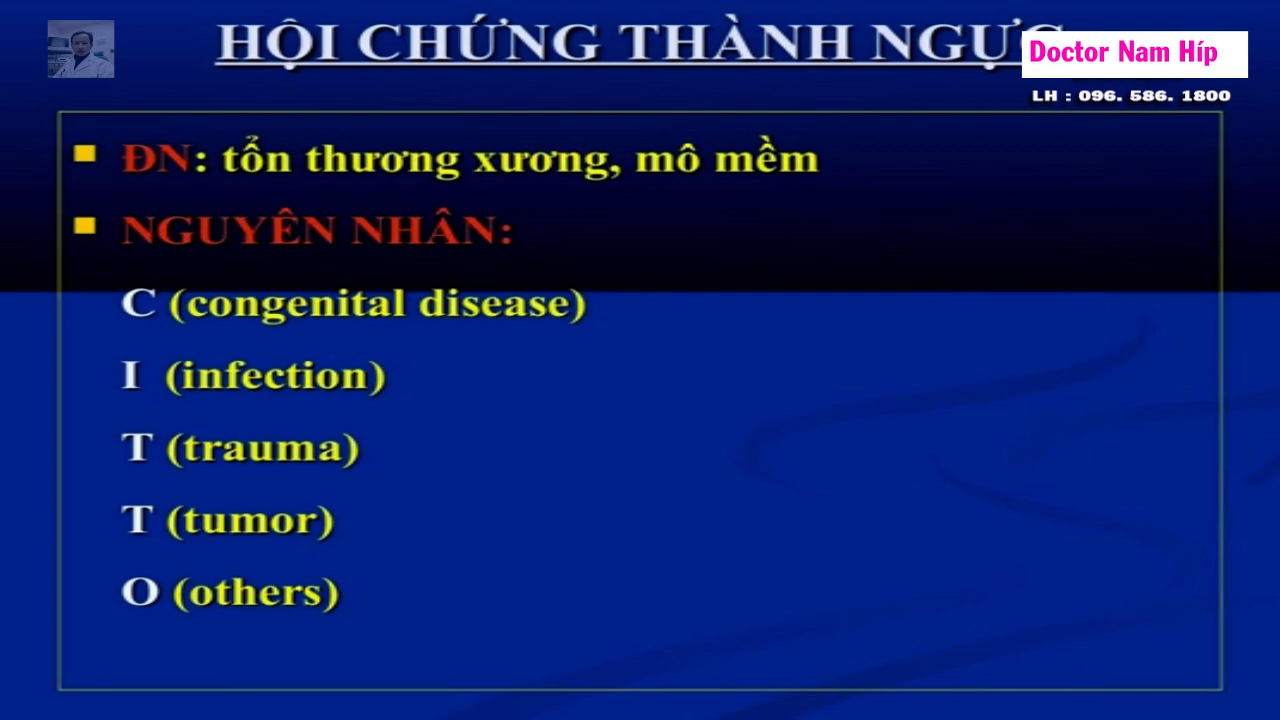 HỘI CHỨNG THÀNH NGỰC
Doctor Nam Híp
LH : 096. 586. 1800
ĐN: tổn thương xương, mô mềm
NGUYÊN NHÂN:
C (congenital disease)
I (infection)
T (trauma)
T (tumor)
O (others)